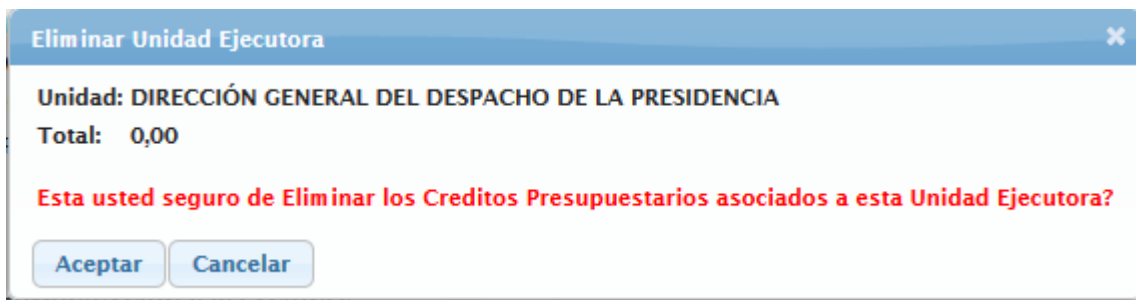 Eliminar Unidad Ejecutora
Unidad: DIRECCIÓN GENERAL DEL DESPACHO DE LA PRESIDENCIA
Total: 0,00
Esta usted seguro de Eliminar los Creditos Presupuestarios asociados a esta Unidad Ejecutora?
Aceptar Cancelar